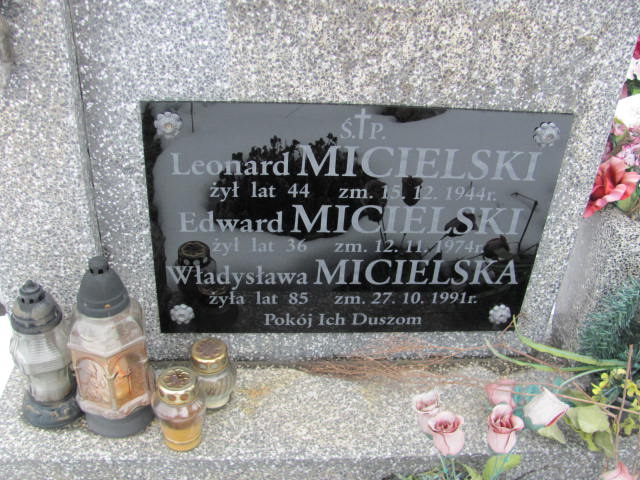 Ś.†P.
Leonard MICIELSKI
żył lat 44 zm. 15. 12. 1944r.
Edward MICIELSKI
żył lat 36 zm. 12. 11. 1974r.
Władysława MICIELSKA
żyła lat 85 zm. 27. 10. 1991r.
Pokój Ich Duszom